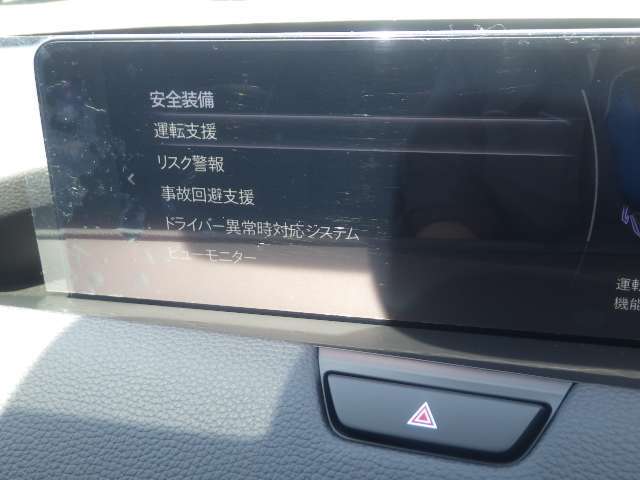 安全装備
運転支援
リスク警報
事故回避支援
ドライバー異常時対応システム
ビューモニター
運転
機能